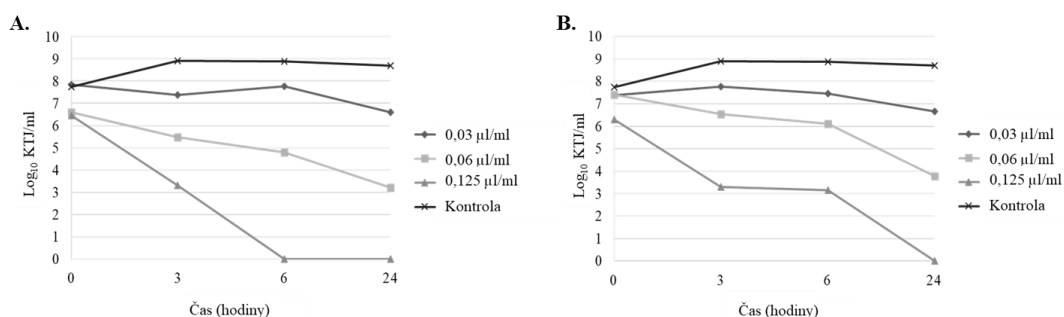 A.
10
9
8
7
6
5
4
3
2
1
0
Log₁₀ KTJ/ml
0
3
6
24
Čas (hodiny)
0,03 µl/ml
0,06 µl/ml
0,125 µl/ml
Kontrola
B.
10
9
8
7
6
5
4
3
2
1
0
Log₁₀ KTJ/ml
0
3
6
24
Čas (hodiny)
0,03 µl/ml
0,06 µl/ml
0,125 µl/ml
Kontrola